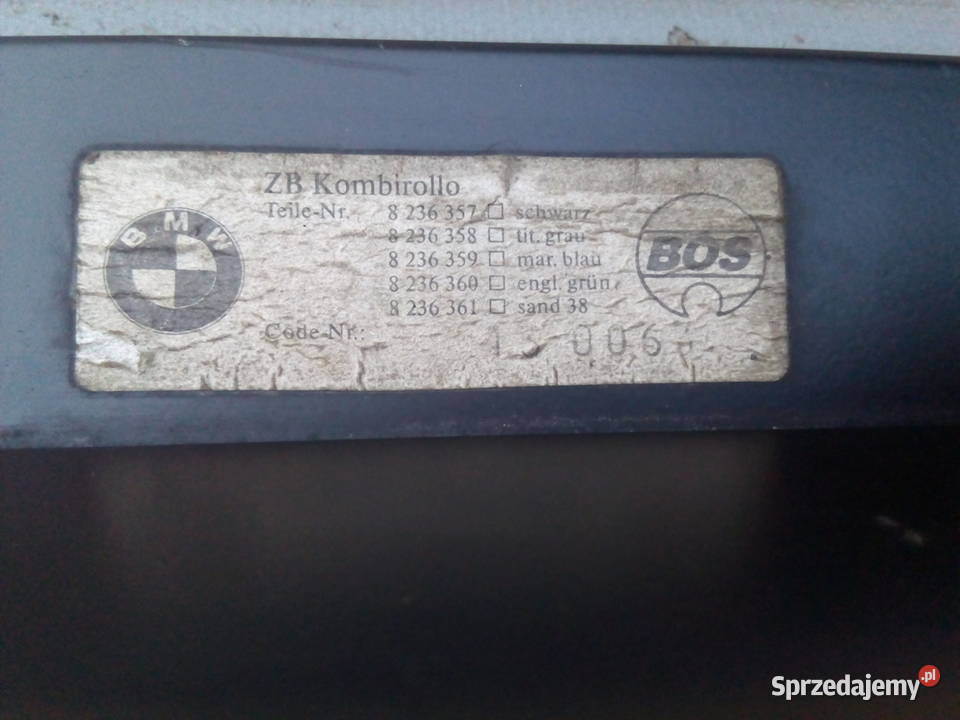 ZB Kombirollo
Teile-Nr. 8 236 357 ☐ schwarz
8 236 358 ☐ tit. grau
8 236 359 ☐ mar. blau
8 236 360 ☐ engl. grün
8 236 361 ☐ sand 38
Code-Nr.:
006
BMW
BOS
Sprzedajemy.pl